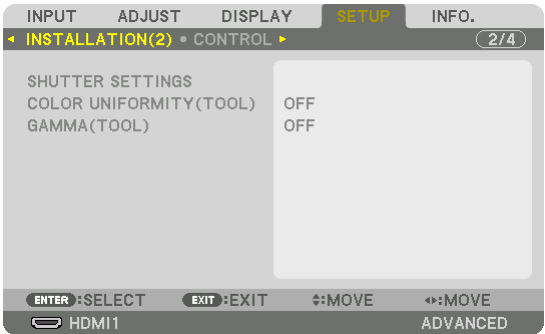 INPUT ADJUST DISPLAY SETUP INFO.
INSTALLATION(2) • CONTROL 2/4
SHUTTER SETTINGS
COLOR UNIFORMITY(TOOL) OFF
GAMMA(TOOL) OFF
ENTER :SELECT EXIT :EXIT :MOVE :MOVE
HDMI1 ADVANCED